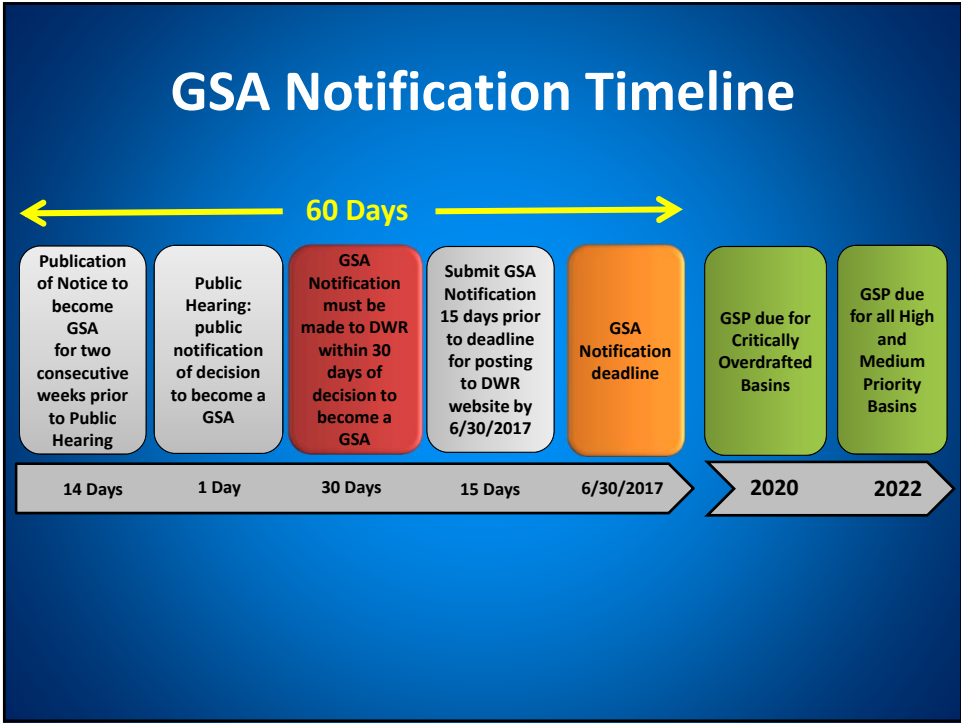 GSA Notification Timeline
60 Days
Publication
of Notice to
become
GSA
for two
consecutive
weeks prior
to Public
Hearing
Public
Hearing:
public
notification
of decision
to become a
GSA
GSA
Notification
must be
made to DWR
within 30
days of
decision to
become a
GSA
Submit GSA
Notification
15 days prior
to deadline
for posting
to DWR
website by
6/30/2017
GSA
Notification
deadline
GSP due for
Critically
Overdrafted
Basins
GSP due
for all High
and
Medium
Priority
Basins
14 Days
1 Day
30 Days
15 Days
6/30/2017
2020
2022